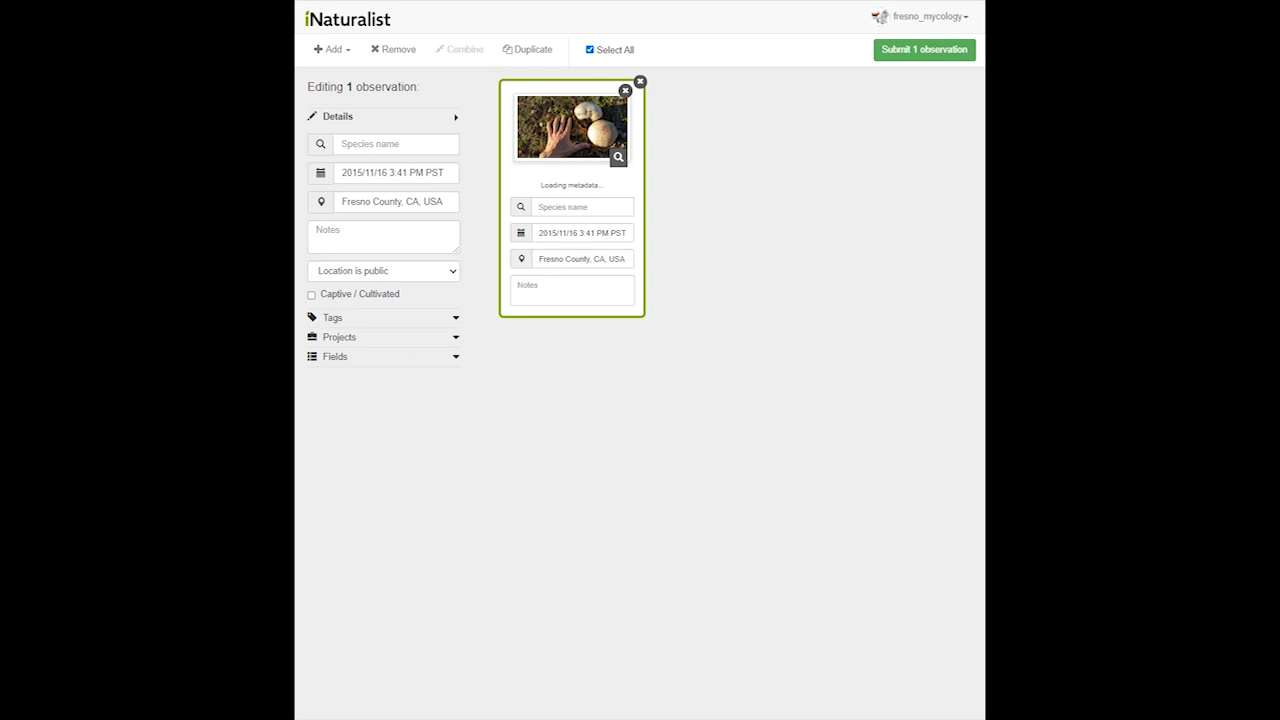 iNaturalist
fresno_mycology
Add
Remove
Combine
Duplicate
Select All
Submit 1 observation
Editing 1 observation:
Details
Species name
2015/11/16 3:41 PM PST
Fresno County, CA, USA
Notes
Location is public
Captive / Cultivated
Tags
Projects
Fields
Loading metadata...
Species name
2015/11/16 3:41 PM PST
Fresno County, CA, USA
Notes